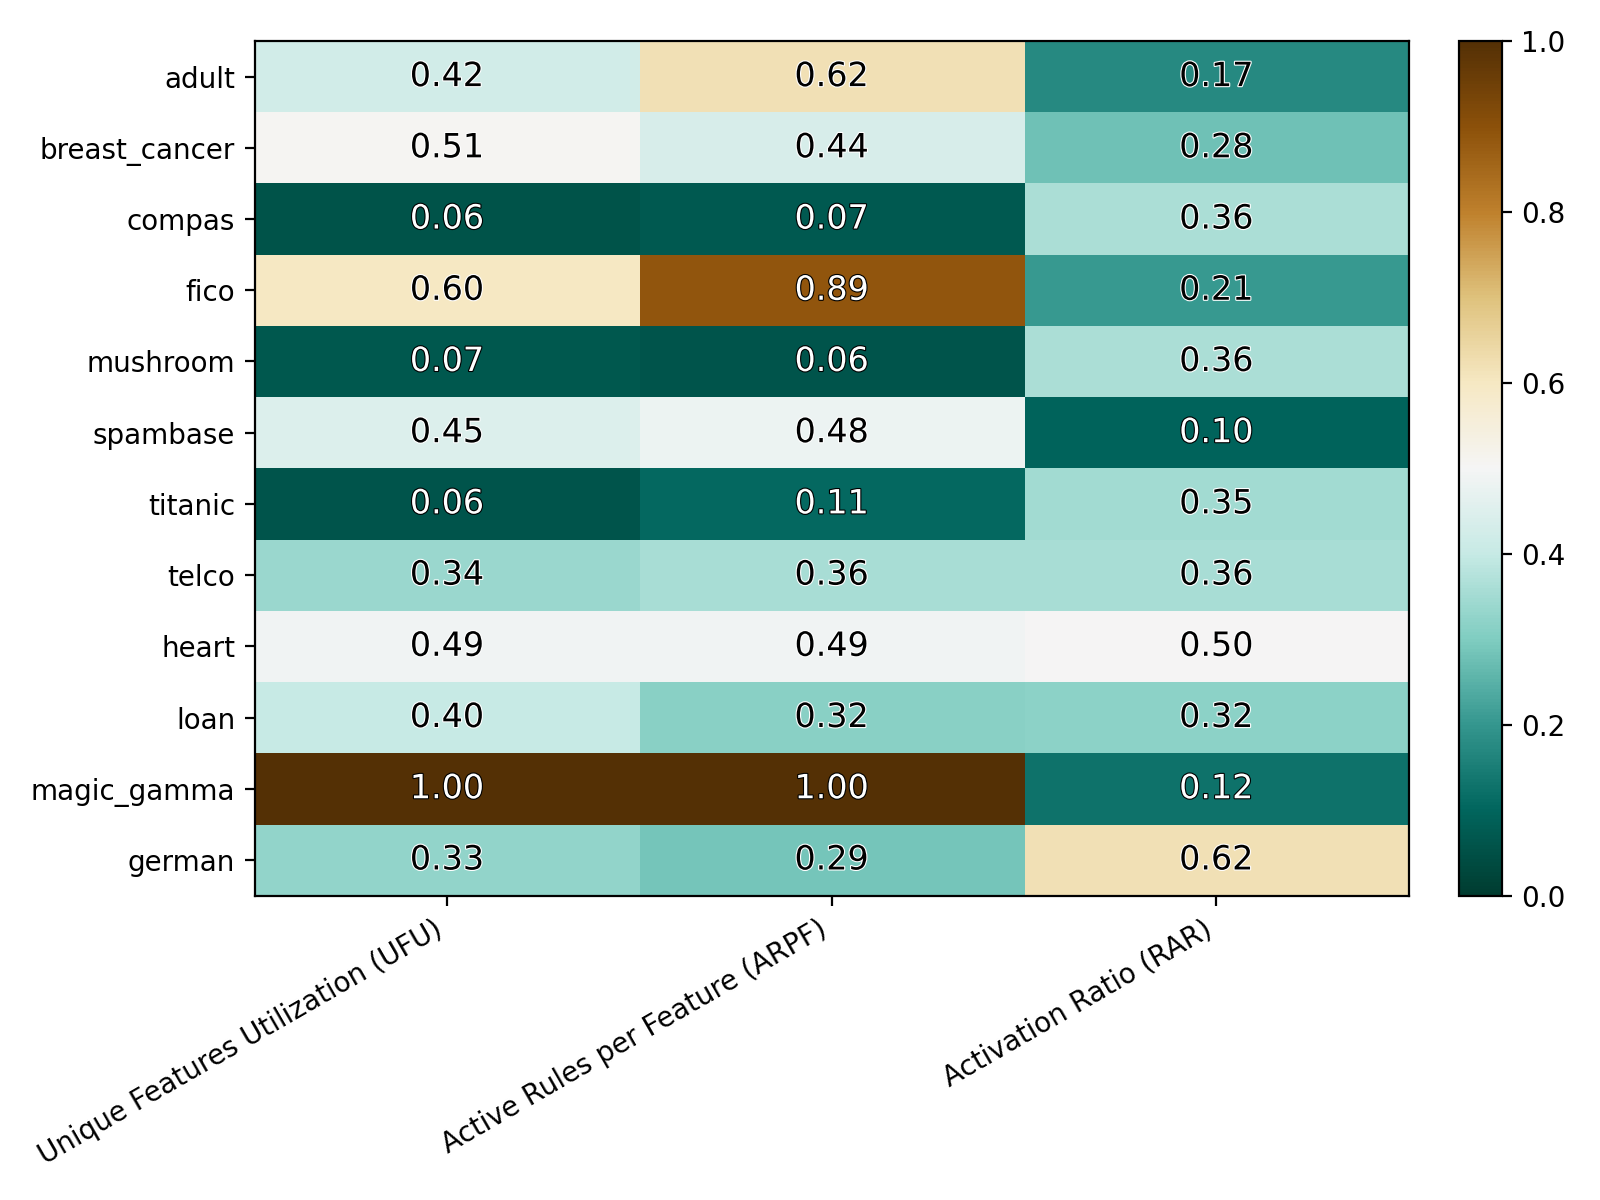 adult 0.42 0.62 0.17 1.0
breast_cancer 0.51 0.44 0.28
compas 0.06 0.07 0.36 0.8
fico 0.60 0.89 0.21
mushroom 0.07 0.06 0.36 0.6
spambase 0.45 0.48 0.10
titanic 0.06 0.11 0.35
telco 0.34 0.36 0.36 0.4
heart 0.49 0.49 0.50
loan 0.40 0.32 0.32 0.2
magic_gamma 1.00 1.00 0.12
german 0.33 0.29 0.62
0.0
Unique Features Utilization (UFU)
Active Rules per Feature (ARPF)
Activation Ratio (RAR)